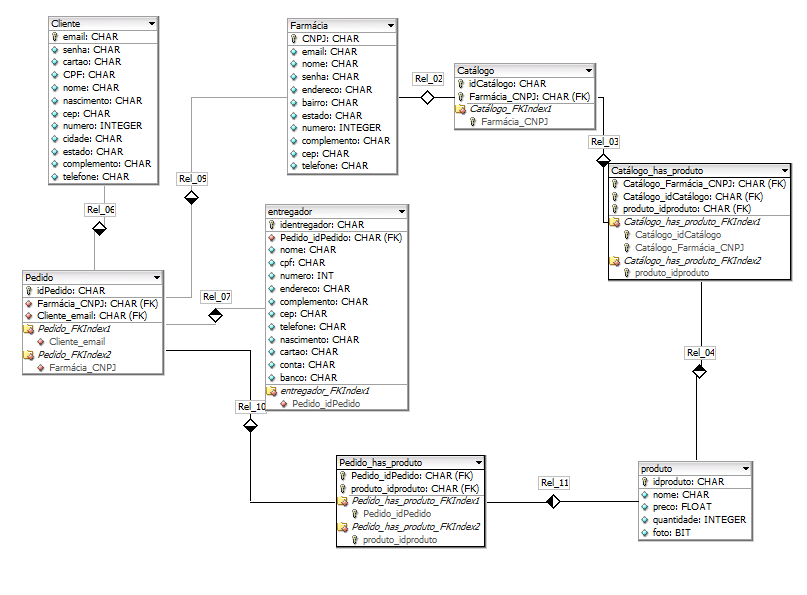 Cliente
email: CHAR
senha: CHAR
cartao: CHAR
CPF: CHAR
nome: CHAR
nascimento: CHAR
cep: CHAR
numero: INTEGER
cidade: CHAR
estado: CHAR
complemento: CHAR
telefone: CHAR
Farmácia
CNPJ: CHAR
email: CHAR
nome: CHAR
senha: CHAR
endereco: CHAR
bairro: CHAR
estado: CHAR
numero: INTEGER
complemento: CHAR
cep: CHAR
telefone: CHAR
Rel_02
Catálogo
idCatálogo: CHAR
Farmácia_CNPJ: CHAR (FK)
Catálogo_FKIndex1
Farmácia_CNPJ
Rel_03
Catálogo_has_produto
Catálogo_Farmácia_CNPJ: CHAR (FK)
Catálogo_idCatálogo: CHAR (FK)
produto_idproduto: CHAR (FK)
Catálogo_has_produto_FKIndex1
Catálogo_idCatálogo
Catálogo_Farmácia_CNPJ
Catálogo_has_produto_FKIndex2
produto_idproduto
Rel_09
Rel_06
entregador
identregador: CHAR
Pedido_idPedido: CHAR (FK)
nome: CHAR
cpf: CHAR
numero: INT
endereco: CHAR
complemento: CHAR
cep: CHAR
telefone: CHAR
nascimento: CHAR
cartao: CHAR
conta: CHAR
banco: CHAR
entregador_FKIndex1
Pedido_idPedido
Pedido
idPedido: CHAR
Farmácia_CNPJ: CHAR (FK)
Cliente_email: CHAR (FK)
Pedido_FKIndex1
Cliente_email
Pedido_FKIndex2
Farmácia_CNPJ
Rel_07
Rel_04
Rel_10
Pedido_has_produto
Pedido_idPedido: CHAR (FK)
produto_idproduto: CHAR (FK)
Pedido_has_produto_FKIndex1
Pedido_idPedido
Pedido_has_produto_FKIndex2
produto_idproduto
Rel_11
produto
idproduto: CHAR
nome: CHAR
preco: FLOAT
quantidade: INTEGER
foto: BIT